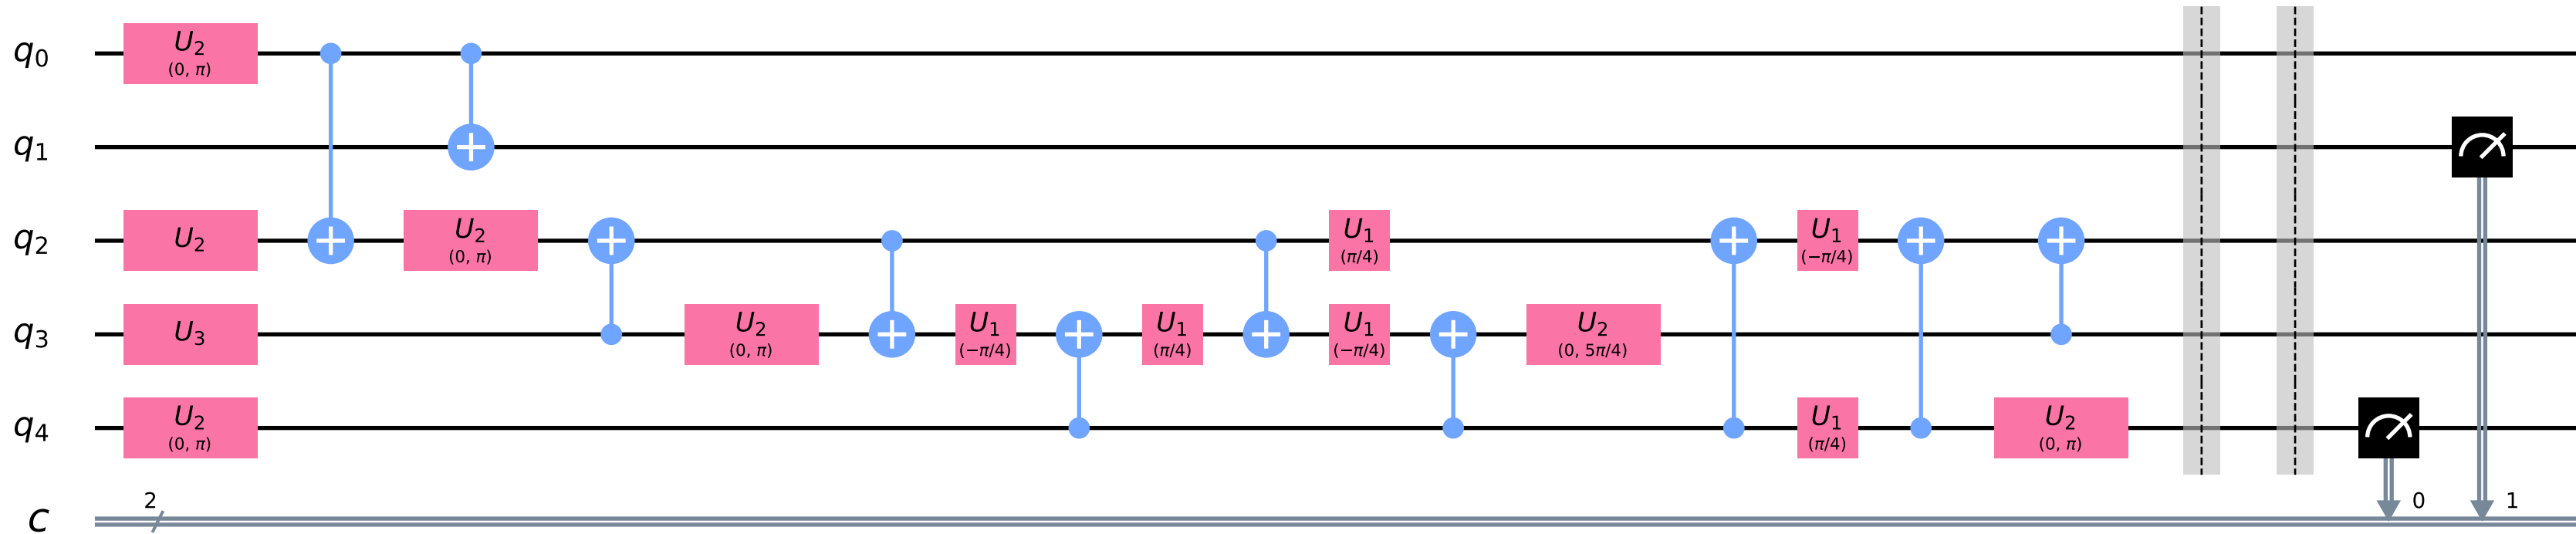 q0 U2 (0, π)
q1
q2 U2 U2 (0, π) U1 (π/4) U1 (−π/4)
q3 U3 U2 (0, π) U1 (−π/4) U1 (π/4) U1 (−π/4) U2 (0, 5π/4)
q4 U2 (0, π) U1 (π/4) U2 (0, π)
c 2 0 1